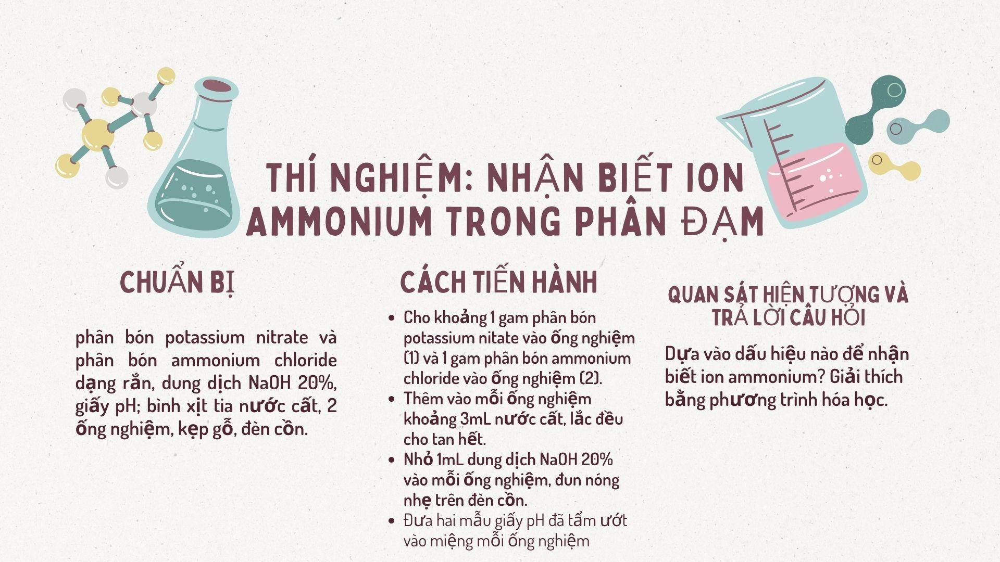 THÍ NGHIỆM: NHẬN BIẾT ION
AMMONIUM TRONG PHÂN ĐẠM
CHUẨN BỊ
phân bón potassium nitrate và
phân bón ammonium chloride
dạng rắn, dung dịch NaOH 20%,
giấy pH; bình xịt tia nước cất, 2
ống nghiệm, kẹp gỗ, đèn cồn.
CÁCH TIẾN HÀNH
• Cho khoảng 1 gam phân bón
potassium nitate vào ống nghiệm
(1) và 1 gam phân bón ammonium
chloride vào ống nghiệm (2).
• Thêm vào mỗi ống nghiệm
khoảng 3mL nước cất, lắc đều
cho tan hết.
• Nhỏ 1mL dung dịch NaOH 20%
vào mỗi ống nghiệm, đun nóng
nhẹ trên đèn cồn.
• Đưa hai mẫu giấy pH đã tẩm ướt
vào miệng mỗi ống nghiệm
QUAN SÁT HIỆN TƯỢNG VÀ
TRẢ LỜI CÂU HỎI
Dựa vào dấu hiệu nào để nhận
biết ion ammonium? Giải thích
bằng phương trình hóa học.